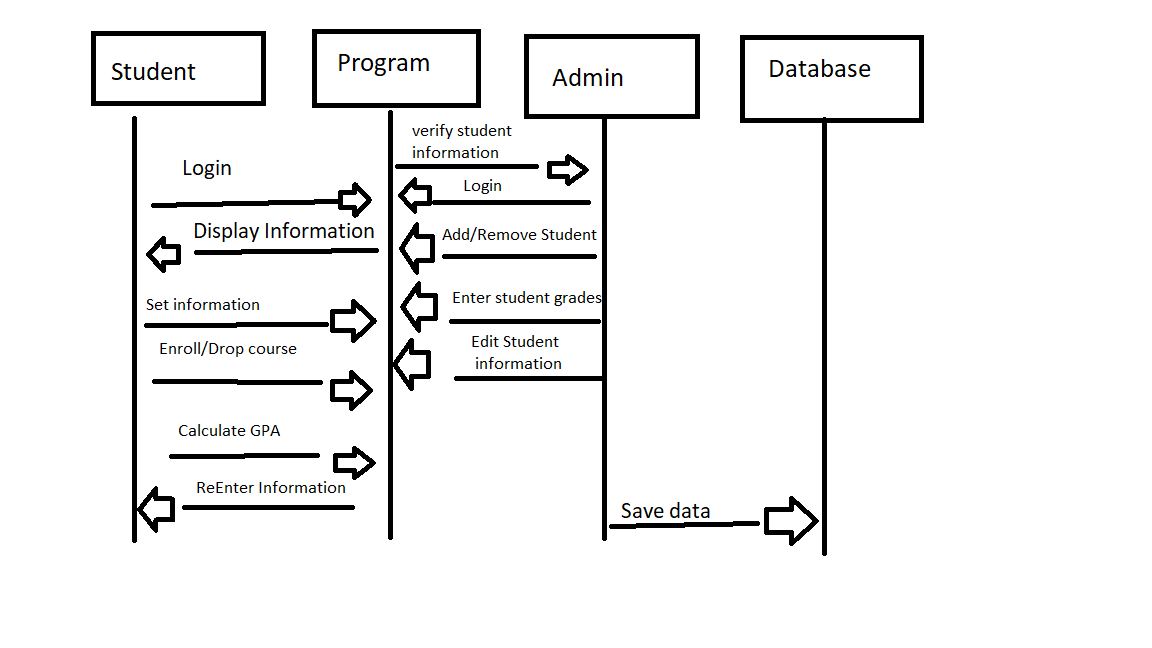 Student
Program
Admin
Database
verify student
information
Login
Login
Display Information
Add/Remove Student
Set information
Enter student grades
Enroll/Drop course
Edit Student
information
Calculate GPA
ReEnter Information
Save data